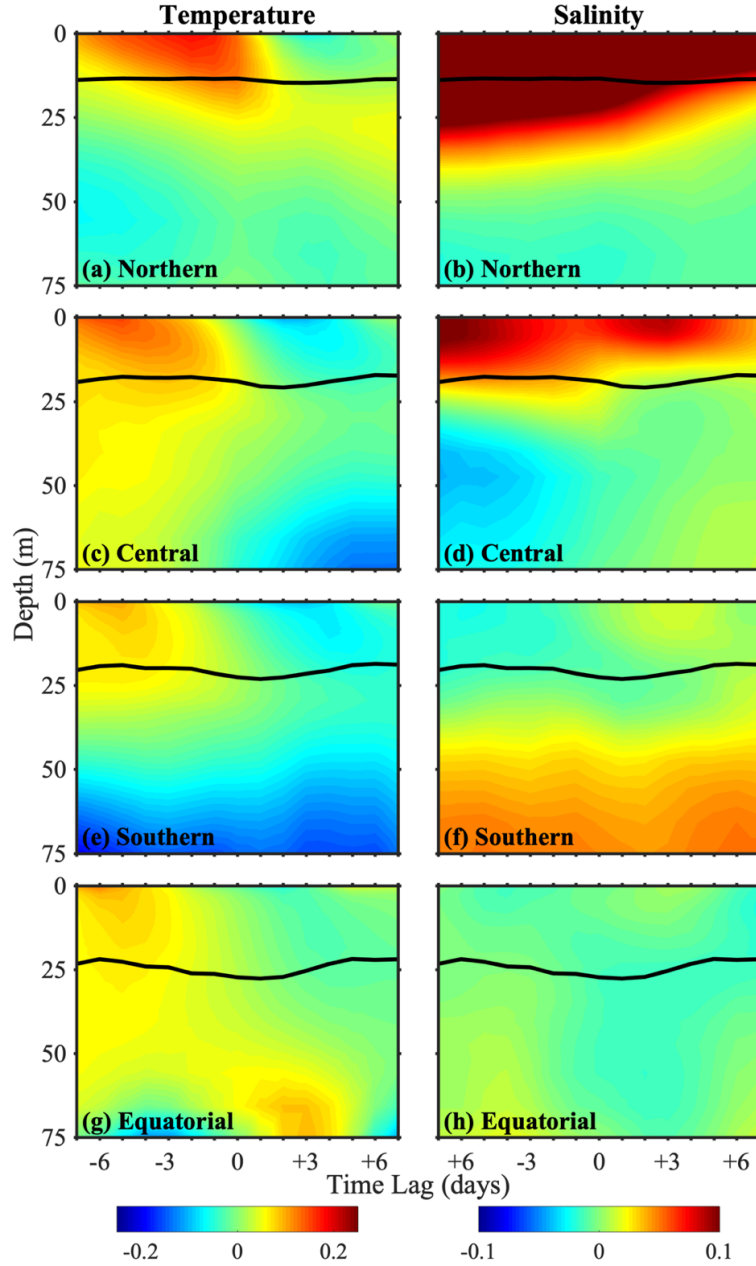 Temperature Salinity
0
25
50
75
(a) Northern (b) Northern
0
25
50
75
(c) Central (d) Central
0
25
50
75
(e) Southern (f) Southern
0
25
50
75
(g) Equatorial (h) Equatorial
Depth (m)
-6 -3 0 +3 +6 +6 -3 0 +3 +6
Time Lag (days)
-0.2 0 0.2 -0.1 0 0.1